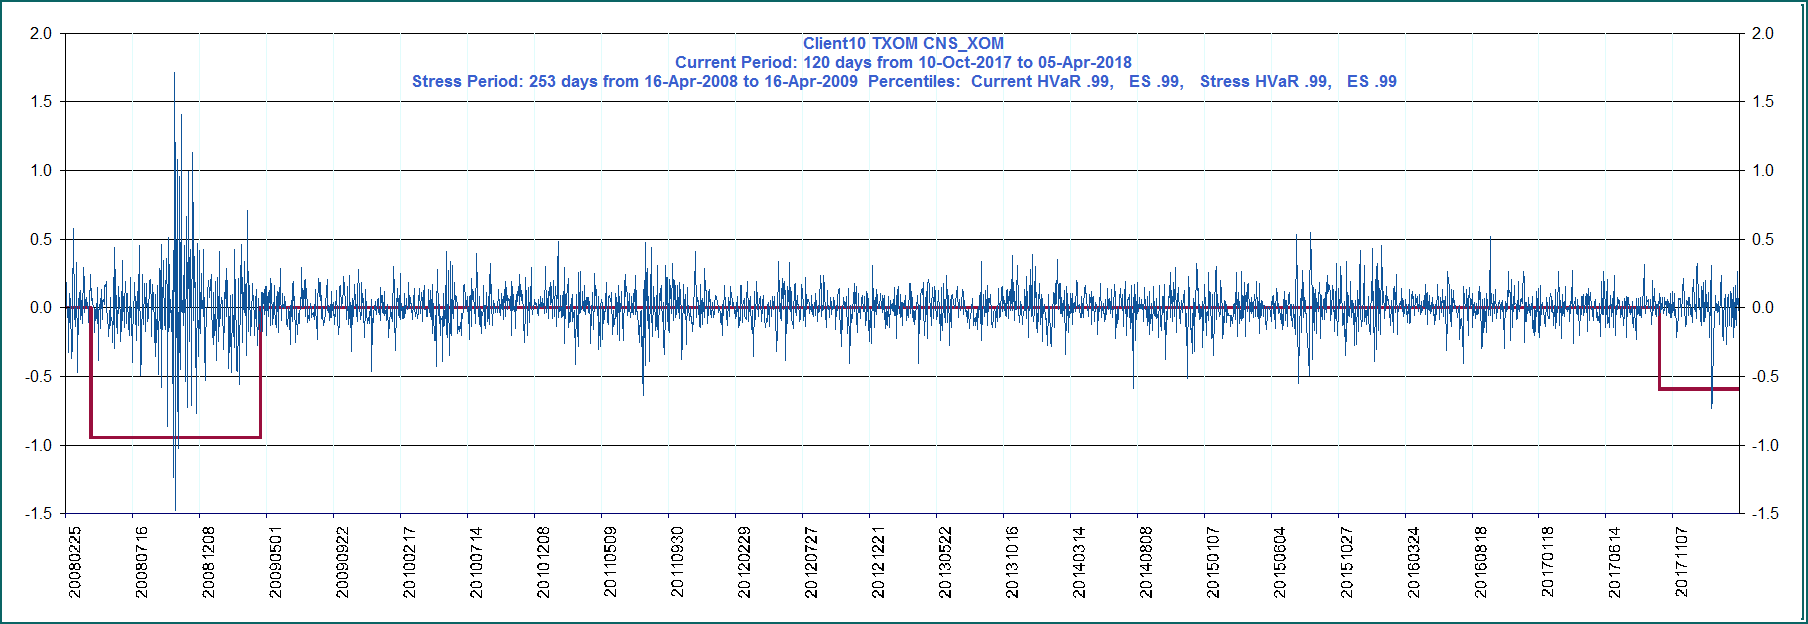 Client10 TXOM CNS_XOM
Current Period: 120 days from 10-Oct-2017 to 05-Apr-2018
Stress Period: 253 days from 16-Apr-2008 to 16-Apr-2009  Percentiles:  Current HVaR .99,   ES .99,   Stress HVaR .99,   ES .99
2.0 2.0
1.5 1.5
1.0 1.0
0.5 0.5
0.0 0.0
-0.5 -0.5
-1.0 -1.0
-1.5 -1.5
20080225 20080716 20081208 20090501 20090922 20100217 20100714 20101208 20110509 20110930 20120229 20120727 20121221 20130522 20131016 20140314 20140808 20150107 20150604 20151027 20160324 20160818 20170118 20170614 20171107